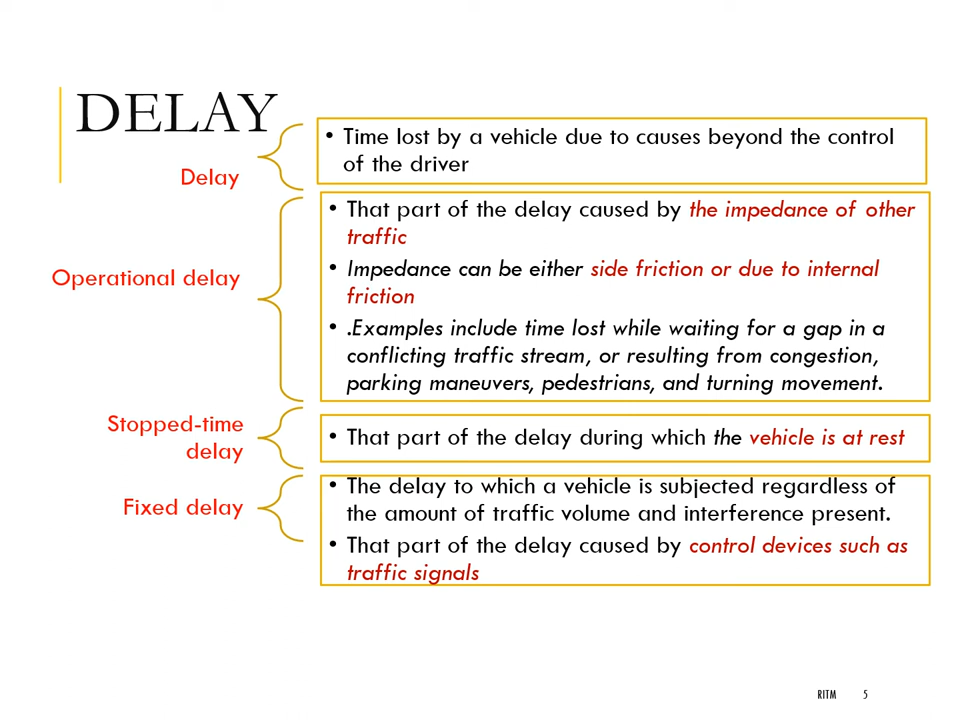 DELAY
Delay
• Time lost by a vehicle due to causes beyond the control
of the driver
Operational delay
• That part of the delay caused by the impedance of other
traffic
• Impedance can be either side friction or due to internal
friction
• .Examples include time lost while waiting for a gap in a
conflicting traffic stream, or resulting from congestion,
parking maneuvers, pedestrians, and turning movement.
Stopped-time
delay
• That part of the delay during which the vehicle is at rest
Fixed delay
• The delay to which a vehicle is subjected regardless of
the amount of traffic volume and interference present.
• That part of the delay caused by control devices such as
traffic signals
RITM 5